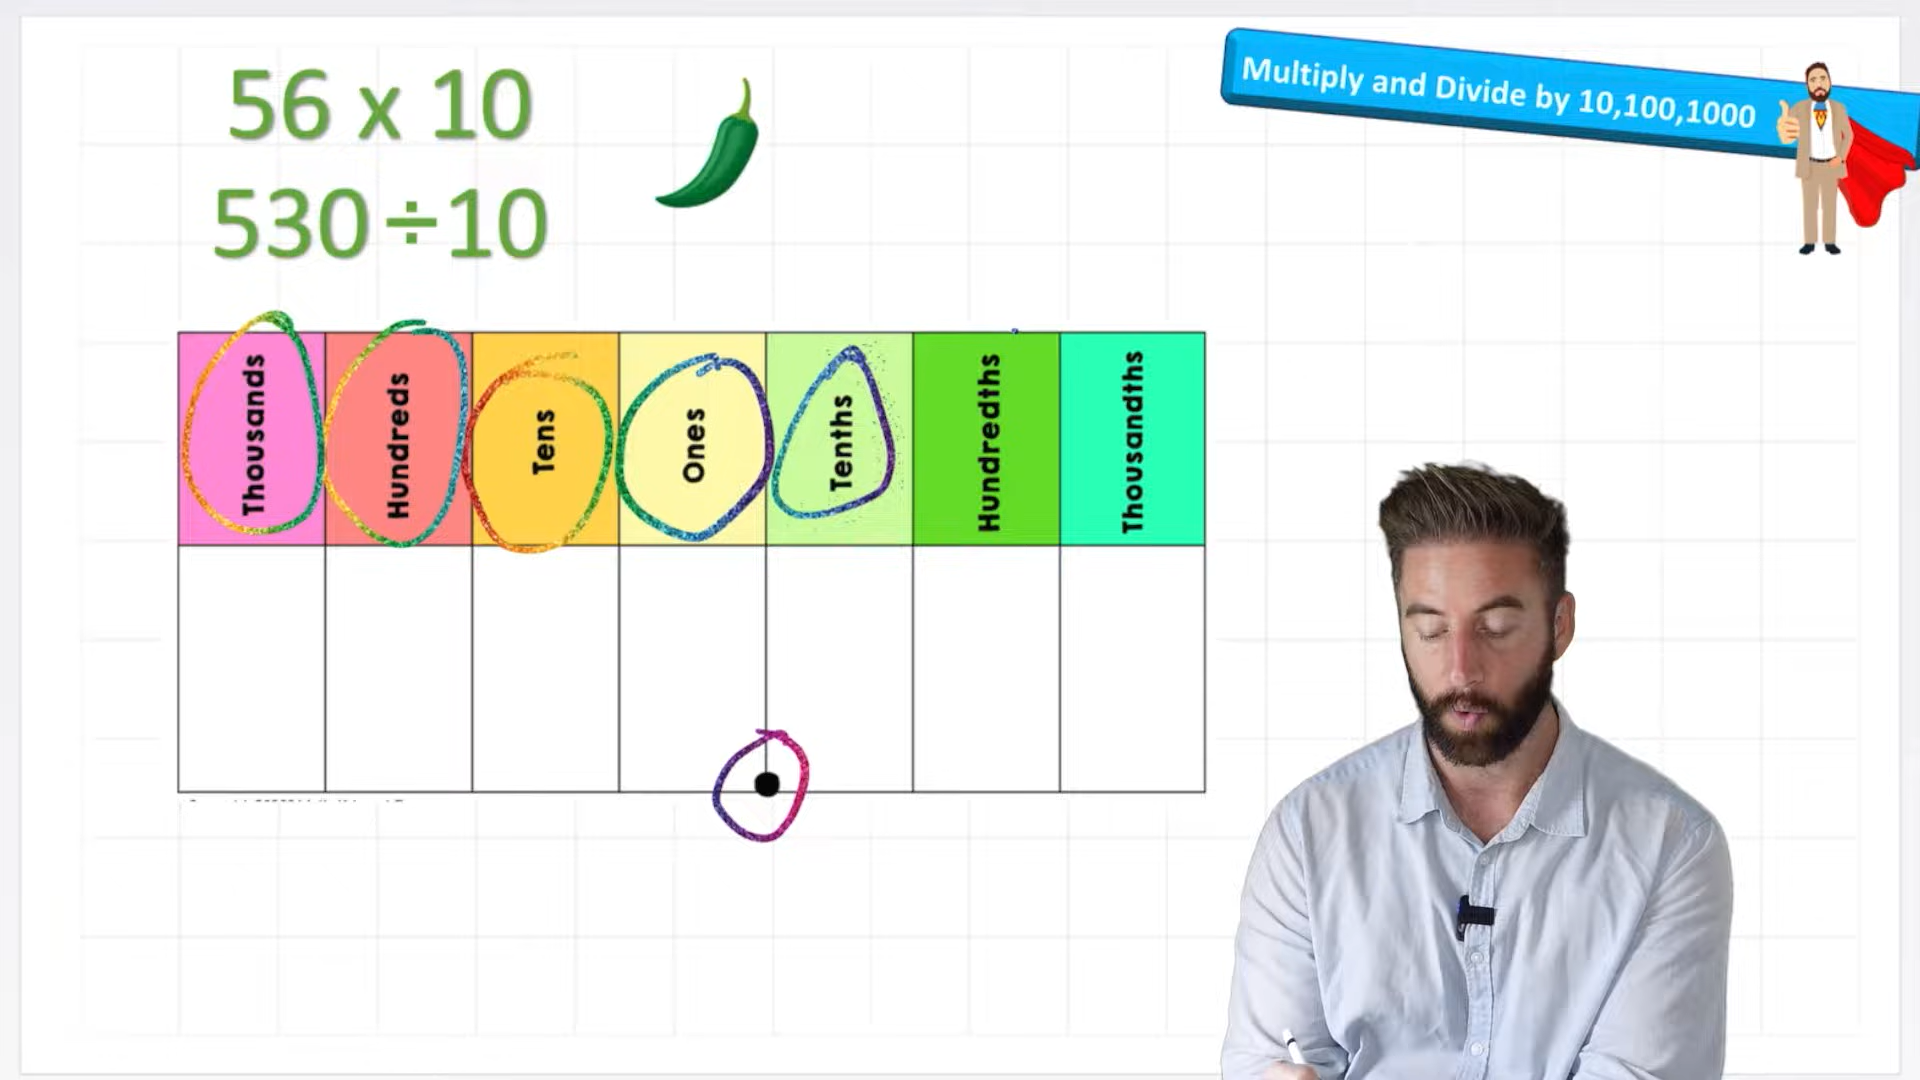 56 x 10
530 ÷10
Multiply and Divide by 10,100,1000
Thousands
Hundreds
Tens
Ones
Tenths
Hundredths
Thousandths